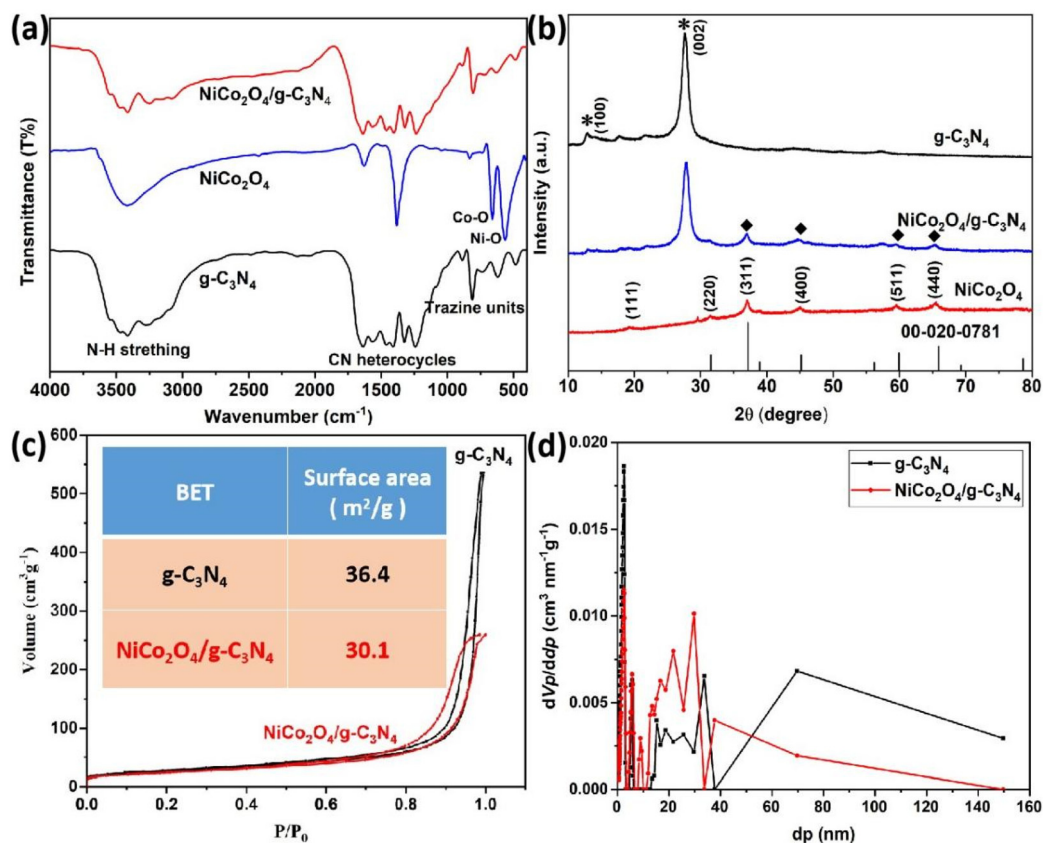 (a)
Transmittance (T%)
NiCo₂O₄/g-C₃N₄
NiCo₂O₄
Co-O
Ni-O
g-C₃N₄
Trazine units
N-H strething
CN heterocycles
4000 3500 3000 2500 2000 1500 1000 500
Wavenumber (cm⁻¹)
(b)
Intensity (a.u.)
* (002)
* (100)
g-C₃N₄
NiCo₂O₄/g-C₃N₄
(111) (220) (311) (400) (511) (440)
NiCo₂O₄
00-020-0781
10 20 30 40 50 60 70 80
2θ (degree)
(c)
Volume (cm³g⁻¹)
600
500
400
300
200
100
0
g-C₃N₄
BET Surface area
( m²/g )
g-C₃N₄ 36.4
NiCo₂O₄/g-C₃N₄ 30.1
NiCo₂O₄/g-C₃N₄
0.0 0.2 0.4 0.6 0.8 1.0
P/P₀
(d)
dVp/ddp (cm³ nm⁻¹g⁻¹)
0.020
0.015
0.010
0.005
0.000
g-C₃N₄
NiCo₂O₄/g-C₃N₄
0 20 40 60 80 100 120 140 160
dp (nm)